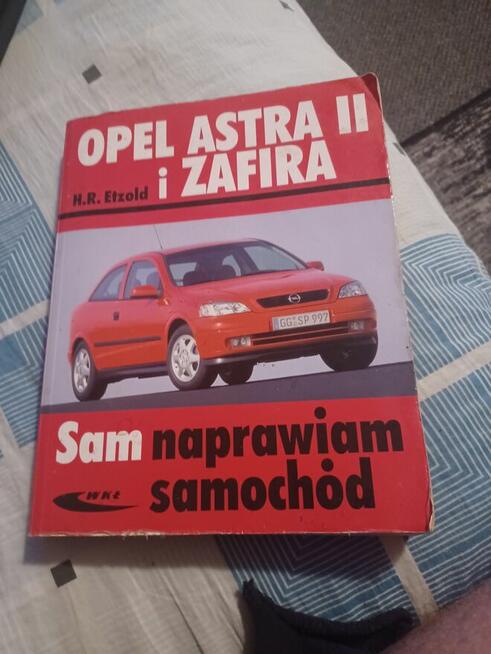 OPEL ASTRA II
i ZAFIRA
H.R. Etzold
GG SP 997
Sam naprawiam
samochód
WKŁ